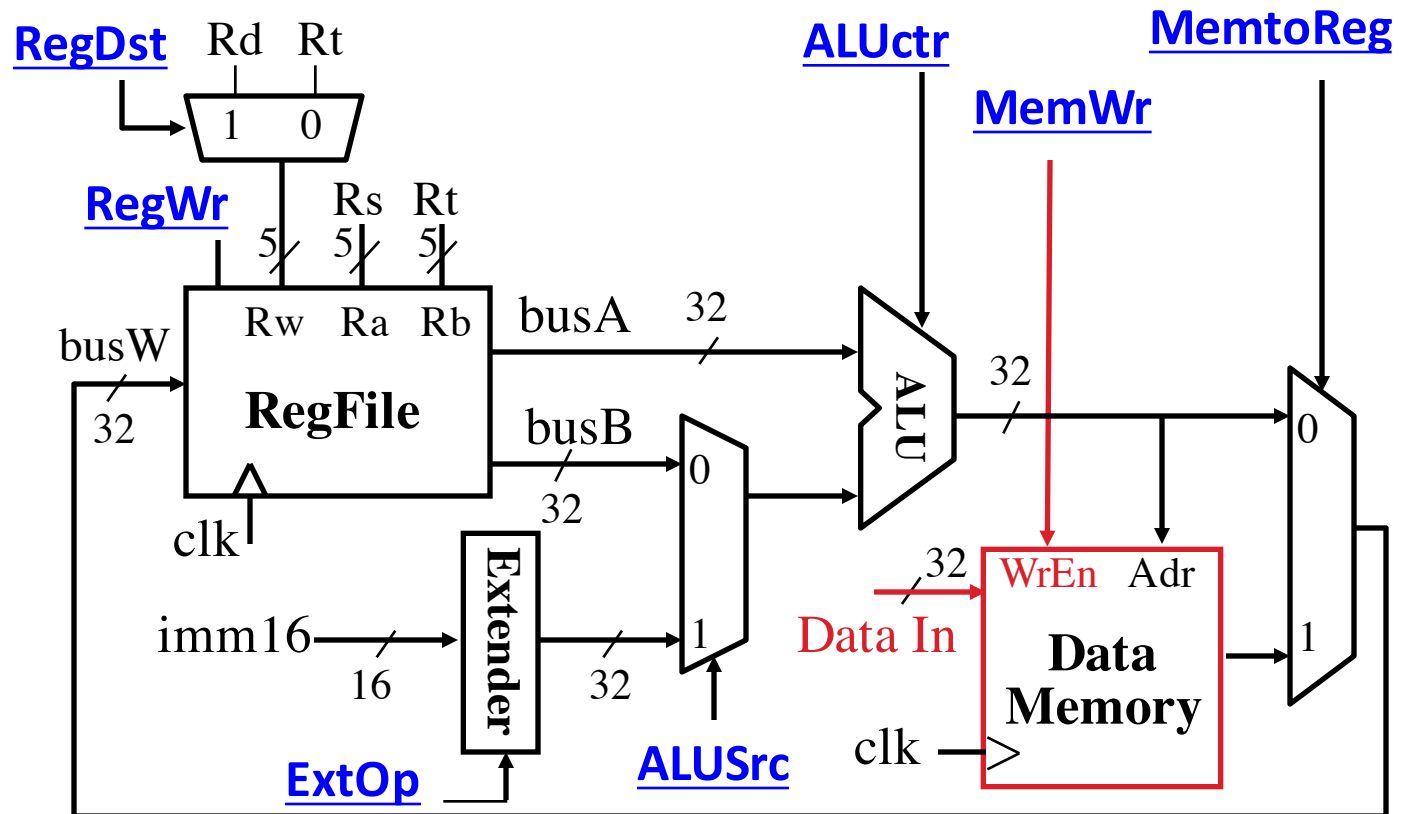 RegDst
Rd Rt
ALUctr
MemtoReg
MemWr
1 0
RegWr
Rs Rt
5 5 5
busW
32
Rw Ra Rb
RegFile
clk
busA
32
busB
32
0
1
ALU
32
0
1
imm16
16
Extender
32
ExtOp
ALUSrc
32
Data In
WrEn Adr
Data
Memory
clk